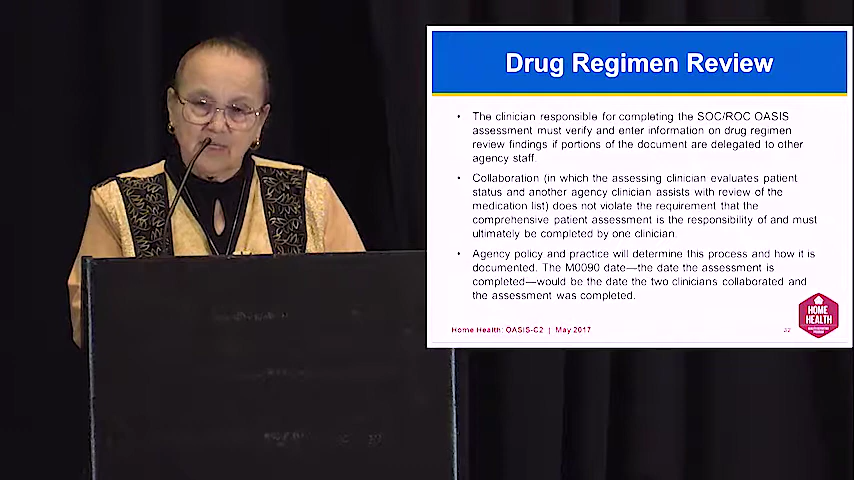 Drug Regimen Review
• The clinician responsible for completing the SOC/ROC OASIS
assessment must verify and enter information on drug regimen
review findings if portions of the document are delegated to other
agency staff.
• Collaboration (in which the assessing clinician evaluates patient
status and another agency clinician assists with review of the
medication list) does not violate the requirement that the
comprehensive patient assessment is the responsibility of and must
ultimately be completed by one clinician.
• Agency policy and practice will determine this process and how it is
documented. The M0090 date—the date the assessment is
completed—would be the date the two clinicians collaborated and
the assessment was completed.
HOME
HEALTH
Home Health: OASIS-C2 | May 2017